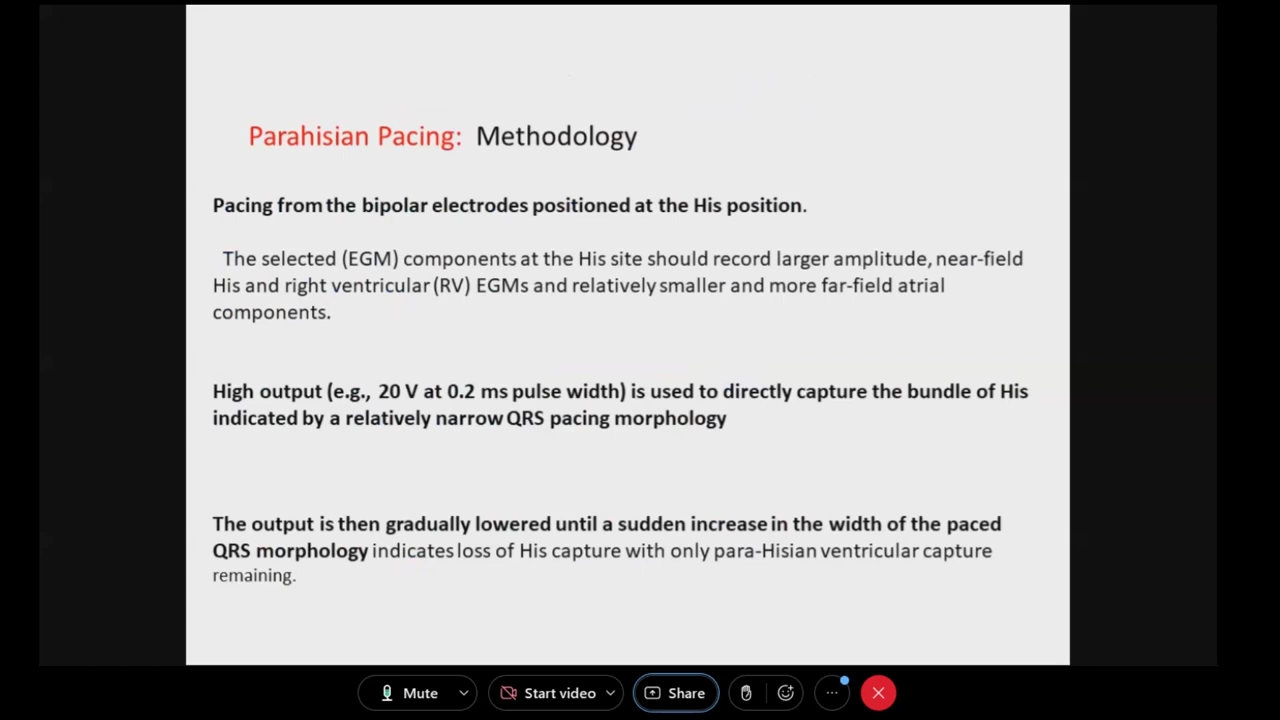 Parahisian Pacing: Methodology
Pacing from the bipolar electrodes positioned at the His position.
The selected (EGM) components at the His site should record larger amplitude, near-field
His and right ventricular (RV) EGMs and relatively smaller and more far-field atrial
components.
High output (e.g., 20 V at 0.2 ms pulse width) is used to directly capture the bundle of His
indicated by a relatively narrow QRS pacing morphology
The output is then gradually lowered until a sudden increase in the width of the paced
QRS morphology indicates loss of His capture with only para-Hisian ventricular capture
remaining.
Mute Start video Share